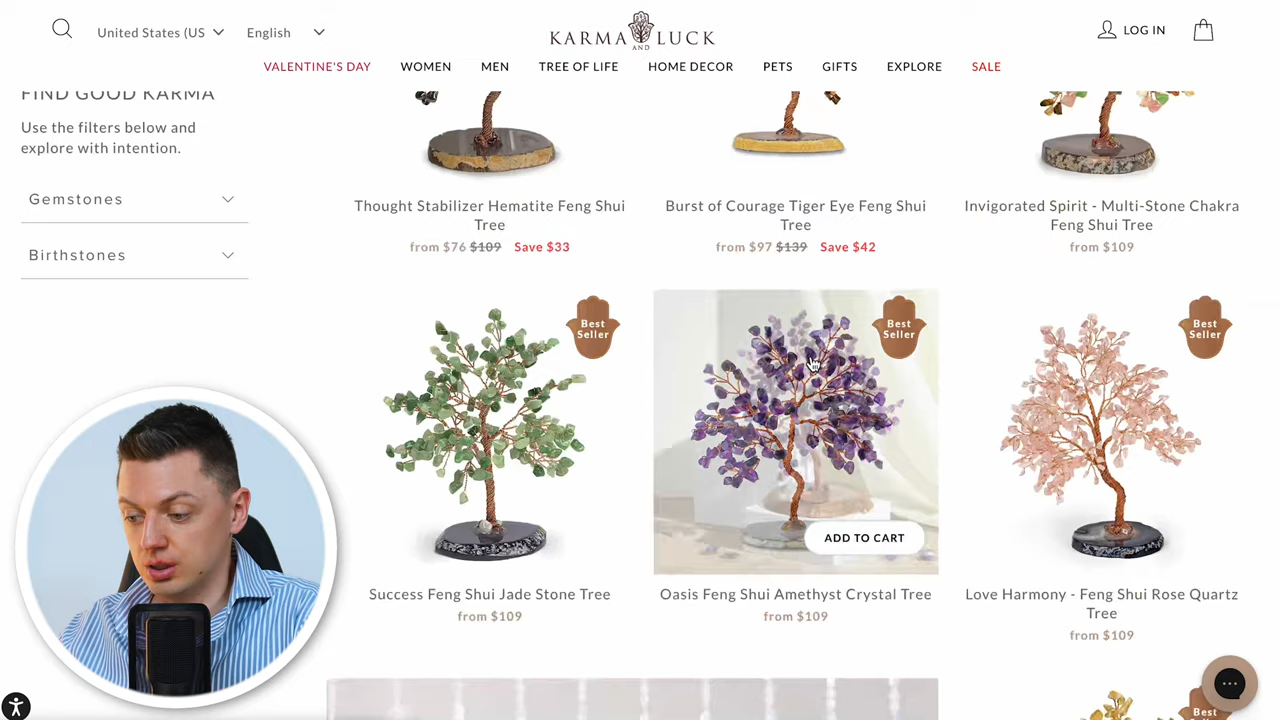 United States (US
English
KARMA AND LUCK
LOG IN
VALENTINE'S DAY
WOMEN
MEN
TREE OF LIFE
HOME DECOR
PETS
GIFTS
EXPLORE
SALE
FIND GOOD KARMA
Use the filters below and
explore with intention.
Gemstones
Birthstones
Thought Stabilizer Hematite Feng Shui
Tree
from $76 $109 Save $33
Burst of Courage Tiger Eye Feng Shui
Tree
from $97 $139 Save $42
Invigorated Spirit - Multi-Stone Chakra
Feng Shui Tree
from $109
Best
Seller
Success Feng Shui Jade Stone Tree
from $109
Best
Seller
ADD TO CART
Oasis Feng Shui Amethyst Crystal Tree
from $109
Best
Seller
Love Harmony - Feng Shui Rose Quartz
Tree
from $109
Best